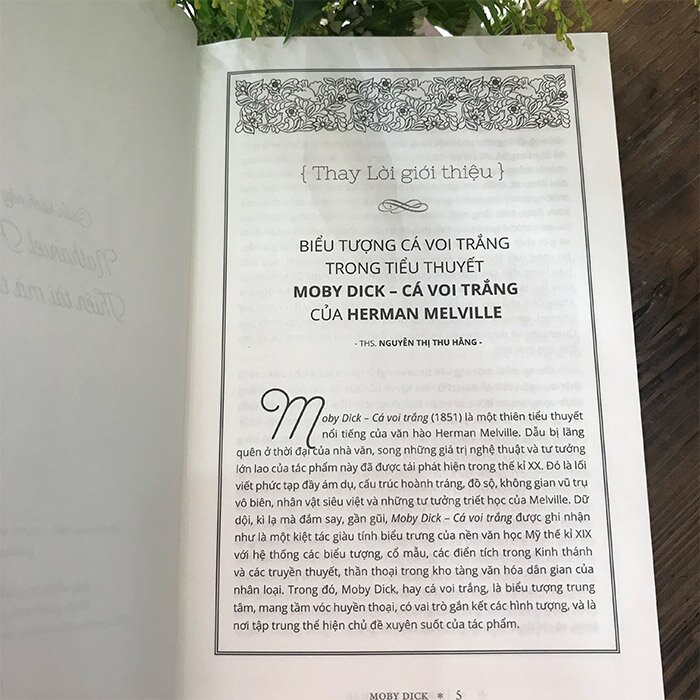 { Thay Lời giới thiệu }
BIỂU TƯỢNG CÁ VOI TRẮNG
TRONG TIỂU THUYẾT
MOBY DICK – CÁ VOI TRẮNG
CỦA HERMAN MELVILLE
- THS. NGUYỄN THỊ THU HẰNG -
Moby Dick – Cá voi trắng (1851) là một thiên tiểu thuyết
nổi tiếng của văn hào Herman Melville. Dẫu bị lãng
quên ở thời đại của nhà văn, song những giá trị nghệ thuật và tư tưởng
lớn lao của tác phẩm này đã được tái phát hiện trong thế kỉ XX. Đó là lối
viết phức tạp đầy ám dụ, cấu trúc hoành tráng, đồ sộ, không gian vũ trụ
vô biên, nhân vật siêu việt và những tư tưởng triết học của Melville. Dữ
dội, kì lạ mà đắm say, gần gũi, Moby Dick – Cá voi trắng được ghi nhận
như là một kiệt tác giàu tính biểu trưng của nền văn học Mỹ thế kỉ XIX
với hệ thống các biểu tượng, cổ mẫu, các điển tích trong Kinh thánh
và các truyền thuyết, thần thoại trong kho tàng văn hóa dân gian của
nhân loại. Trong đó, Moby Dick, hay cá voi trắng, là biểu tượng trung
tâm, mang tầm vóc huyền thoại, có vai trò gắn kết các hình tượng, và là
nơi tập trung thể hiện chủ đề xuyên suốt của tác phẩm.
MOBY DICK * 5